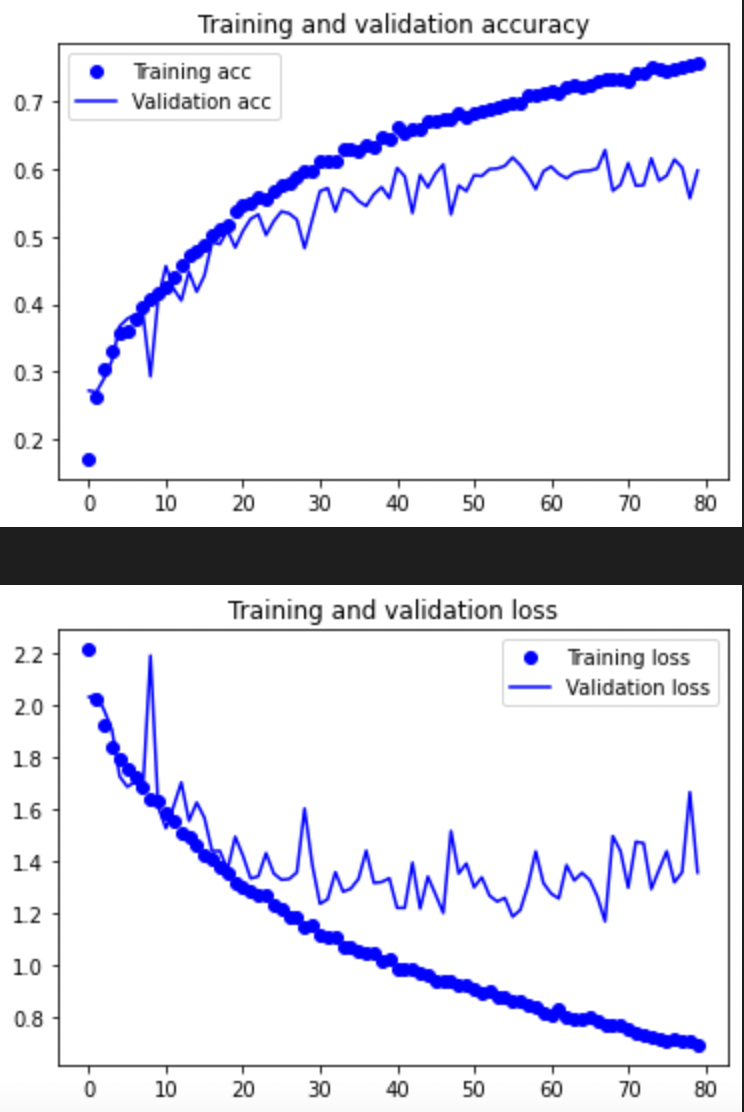 Training and validation accuracy
Training acc
Validation acc
0.7
0.6
0.5
0.4
0.3
0.2
0 10 20 30 40 50 60 70 80
Training and validation loss
Training loss
Validation loss
2.2
2.0
1.8
1.6
1.4
1.2
1.0
0.8
0 10 20 30 40 50 60 70 80